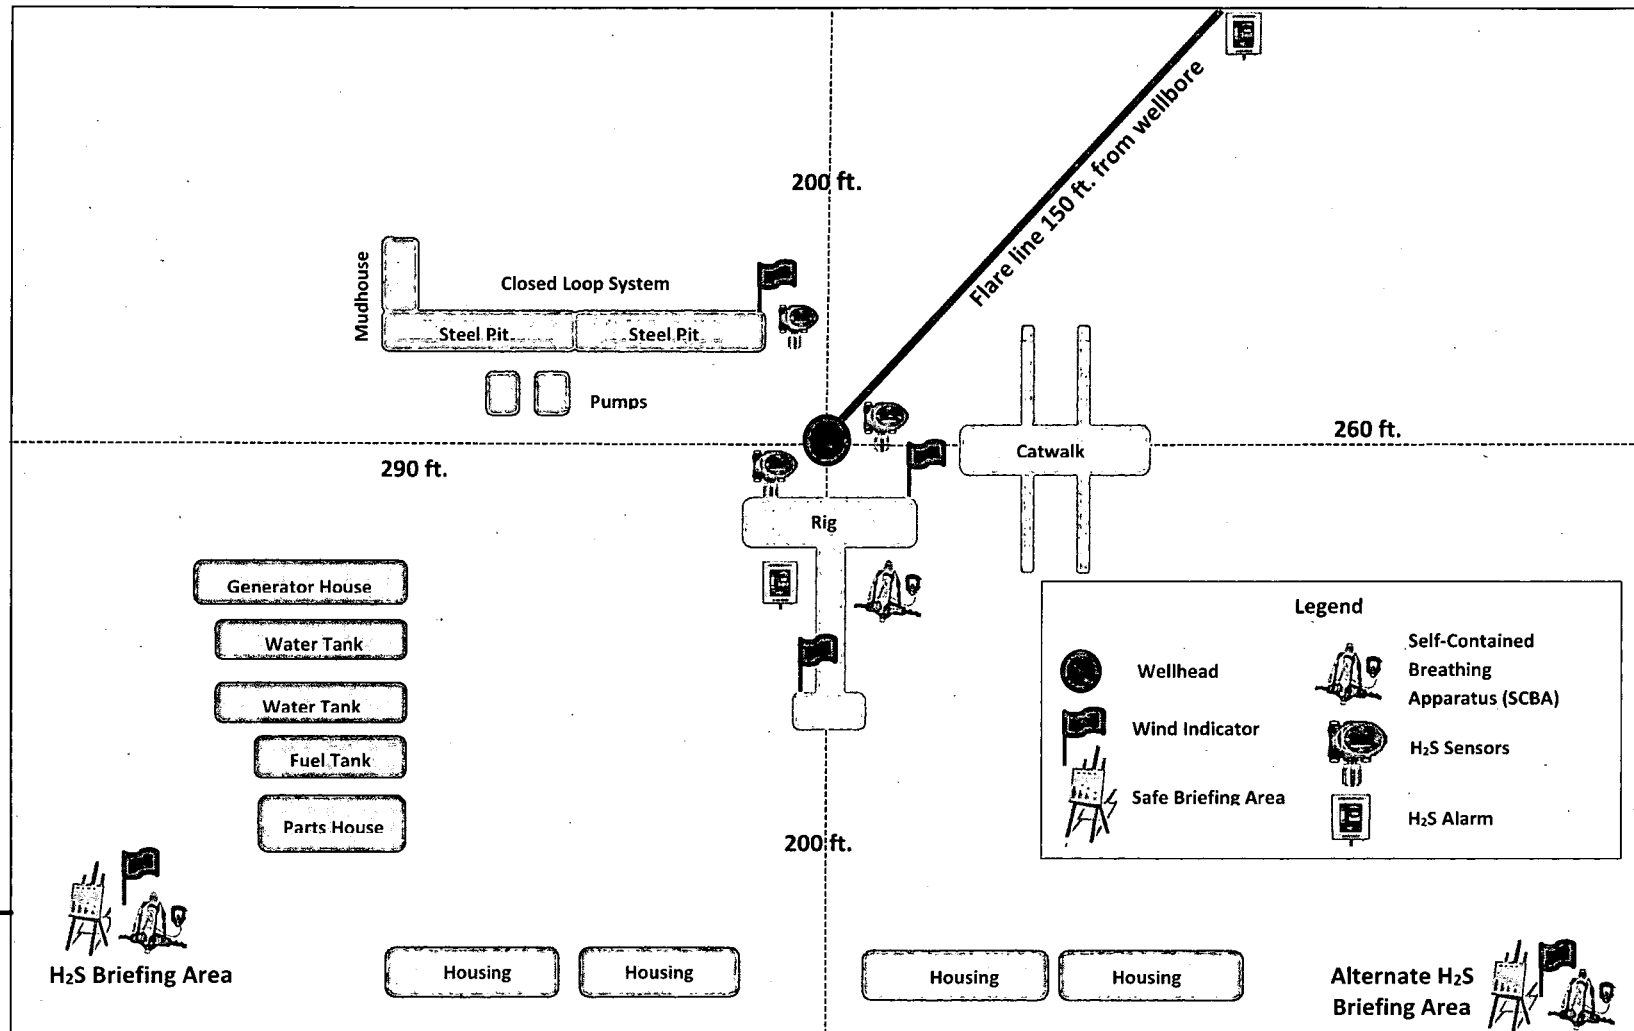 Flare line 150 ft. from wellbore
200 ft.
Mudhouse
Closed Loop System
Steel Pit
Steel Pit
Pumps
260 ft.
Catwalk
290 ft.
Rig
Generator House
Water Tank
Water Tank
Fuel Tank
Parts House
Legend
Wellhead
Wind Indicator
Safe Briefing Area
Self-Contained
Breathing
Apparatus (SCBA)
H₂S Sensors
H₂S Alarm
200 ft.
H₂S Briefing Area
Housing
Housing
Housing
Housing
Alternate H₂S
Briefing Area